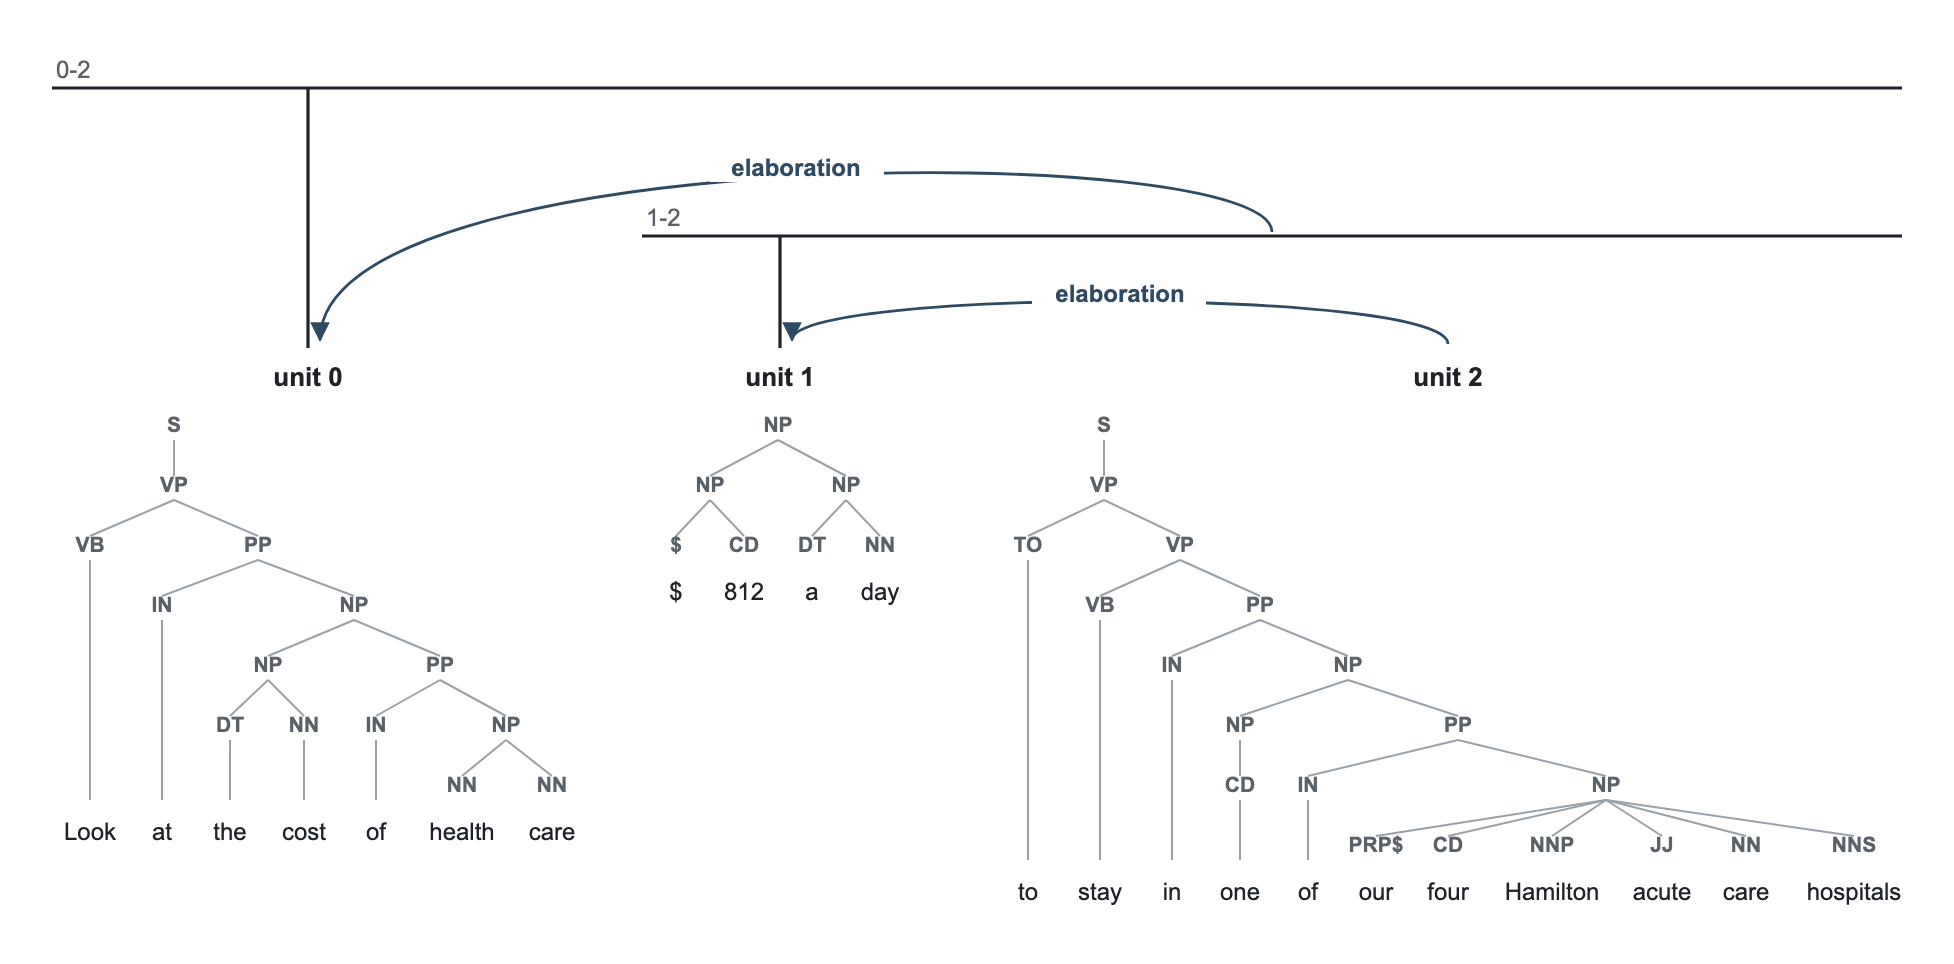 0-2
elaboration
1-2
elaboration
unit 0 unit 1 unit 2
S NP S
VP NP NP VP
VB PP $ CD DT NN TO VP
$ 812 a day
IN NP VB PP
NP PP IN NP
DT NN IN NP NP PP
NN NN CD IN NP
Look at the cost of health care
PRP$ CD NNP JJ NN NNS
to stay in one of our four Hamilton acute care hospitals